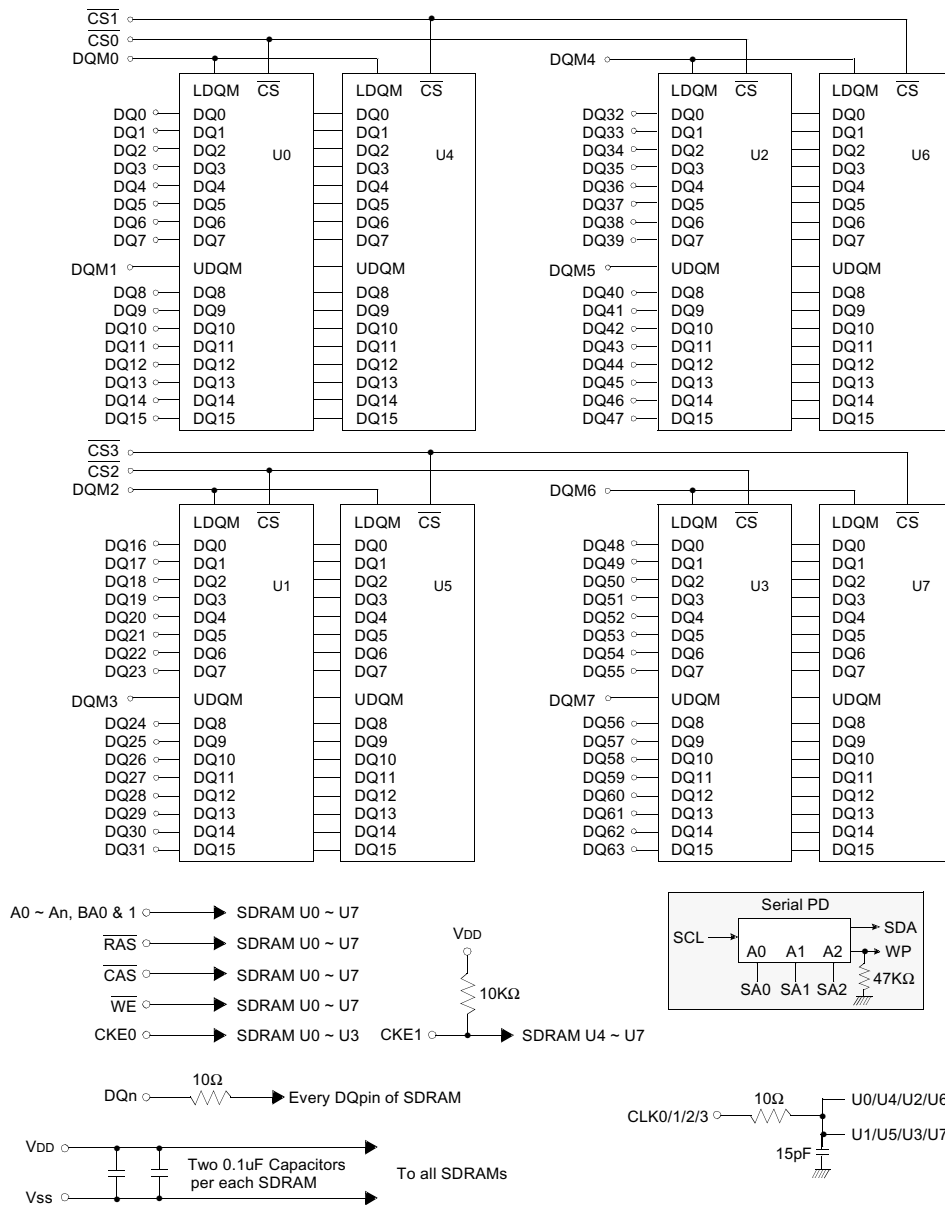 CS1
CS0
DQM0 DQM4
LDQM CS LDQM CS LDQM CS LDQM CS
DQ0 DQ0 DQ0 DQ32 DQ0 DQ0
DQ1 DQ1 DQ1 DQ33 DQ1 DQ1
DQ2 DQ2 U0 DQ2 U4 DQ34 DQ2 U2 DQ2 U6
DQ3 DQ3 DQ3 DQ35 DQ3 DQ3
DQ4 DQ4 DQ4 DQ36 DQ4 DQ4
DQ5 DQ5 DQ5 DQ37 DQ5 DQ5
DQ6 DQ6 DQ6 DQ38 DQ6 DQ6
DQ7 DQ7 DQ7 DQ39 DQ7 DQ7
DQM1 UDQM UDQM DQM5 UDQM UDQM
DQ8 DQ8 DQ8 DQ40 DQ8 DQ8
DQ9 DQ9 DQ9 DQ41 DQ9 DQ9
DQ10 DQ10 DQ10 DQ42 DQ10 DQ10
DQ11 DQ11 DQ11 DQ43 DQ11 DQ11
DQ12 DQ12 DQ12 DQ44 DQ12 DQ12
DQ13 DQ13 DQ13 DQ45 DQ13 DQ13
DQ14 DQ14 DQ14 DQ46 DQ14 DQ14
DQ15 DQ15 DQ15 DQ47 DQ15 DQ15
CS3
CS2
DQM2 DQM6
LDQM CS LDQM CS LDQM CS LDQM CS
DQ16 DQ0 DQ0 DQ48 DQ0 DQ0
DQ17 DQ1 DQ1 DQ49 DQ1 DQ1
DQ18 DQ2 U1 DQ2 U5 DQ50 DQ2 U3 DQ2 U7
DQ19 DQ3 DQ3 DQ51 DQ3 DQ3
DQ20 DQ4 DQ4 DQ52 DQ4 DQ4
DQ21 DQ5 DQ5 DQ53 DQ5 DQ5
DQ22 DQ6 DQ6 DQ54 DQ6 DQ6
DQ23 DQ7 DQ7 DQ55 DQ7 DQ7
DQM3 UDQM UDQM DQM7 UDQM UDQM
DQ24 DQ8 DQ8 DQ56 DQ8 DQ8
DQ25 DQ9 DQ9 DQ57 DQ9 DQ9
DQ26 DQ10 DQ10 DQ58 DQ10 DQ10
DQ27 DQ11 DQ11 DQ59 DQ11 DQ11
DQ28 DQ12 DQ12 DQ60 DQ12 DQ12
DQ29 DQ13 DQ13 DQ61 DQ13 DQ13
DQ30 DQ14 DQ14 DQ62 DQ14 DQ14
DQ31 DQ15 DQ15 DQ63 DQ15 DQ15
A0 ~ An, BA0 & 1 SDRAM U0 ~ U7
RAS SDRAM U0 ~ U7
CAS SDRAM U0 ~ U7
WE SDRAM U0 ~ U7
CKE0 SDRAM U0 ~ U3
VDD
10KΩ
CKE1 SDRAM U4 ~ U7
Serial PD
SCL SDA
A0 A1 A2 WP
SA0 SA1 SA2 47KΩ
10Ω
DQn Every DQpin of SDRAM
10Ω
CLK0/1/2/3 U0/U4/U2/U6
U1/U5/U3/U7
15pF
VDD
Two 0.1uF Capacitors
per each SDRAM
To all SDRAMs
Vss